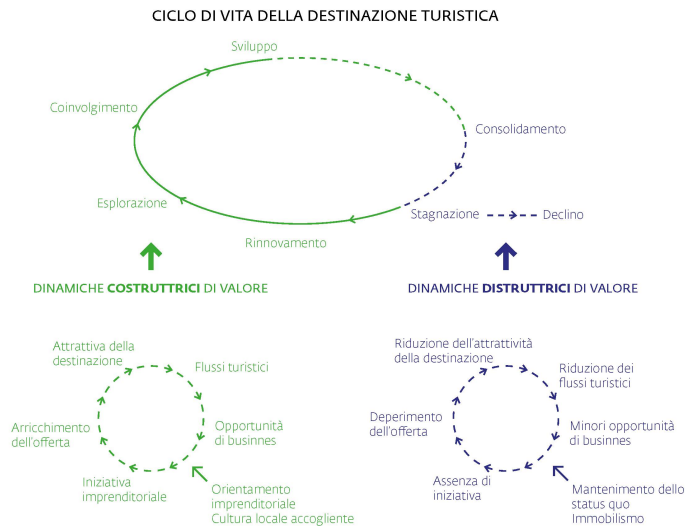 CICLO DI VITA DELLA DESTINAZIONE TURISTICA
Sviluppo
Coinvolgimento
Consolidamento
Esplorazione
Stagnazione
Declino
Rinnovamento
DINAMICHE COSTRUTTRICI DI VALORE
DINAMICHE DISTRUTTRICI DI VALORE
Attrattiva della
destinazione
Flussi turistici
Opportunità
di businnes
Orientamento
imprenditoriale
Cultura locale accogliente
Iniziativa
imprenditoriale
Arricchimento
dell'offerta
Riduzione dell'attrattività
della destinazione
Riduzione dei
flussi turistici
Minori opportunità
di businnes
Mantenimento dello
status quo
Immobilismo
Assenza di
iniziativa
Deperimento
dell'offerta